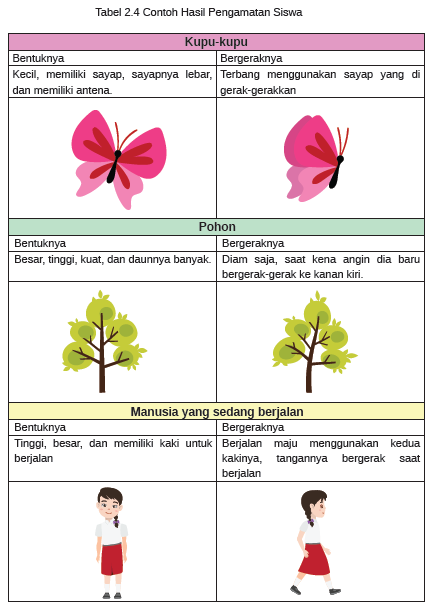 Tabel 2.4 Contoh Hasil Pengamatan Siswa
Kupu-kupu
Bentuknya
Bergeraknya
Kecil, memiliki sayap, sayapnya lebar,
dan memiliki antena.
Terbang menggunakan sayap yang di
gerak-gerakkan
Pohon
Bentuknya
Bergeraknya
Besar, tinggi, kuat, dan daunnya banyak.
Diam saja, saat kena angin dia baru
bergerak-gerak ke kanan kiri.
Manusia yang sedang berjalan
Bentuknya
Bergeraknya
Tinggi, besar, dan memiliki kaki untuk
berjalan
Berjalan maju menggunakan kedua
kakinya, tangannya bergerak saat
berjalan